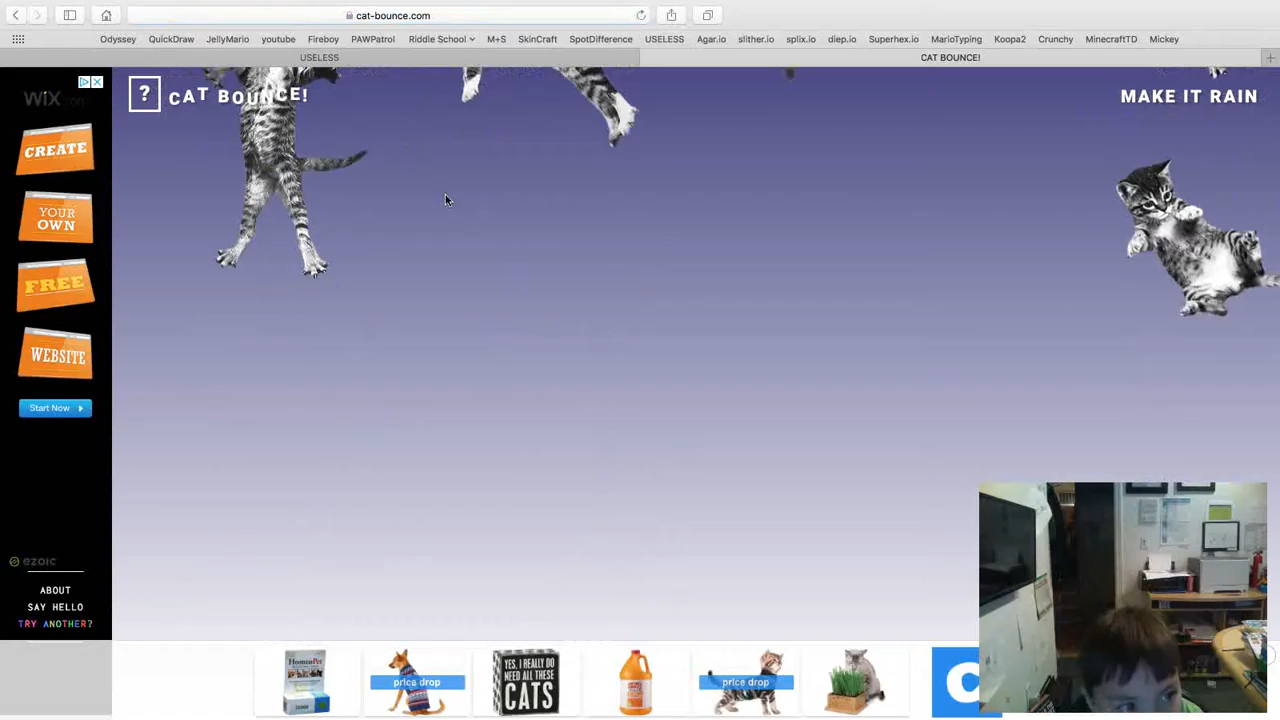 cat-bounce.com
Odyssey QuickDraw JellyMario youtube Fireboy PAWPatrol Riddle School M+S SkinCraft SpotDifference USELESS Agar.io slither.io splix.io diep.io Superhex.io MarioTyping Koopa2 Crunchy MinecraftTD Mickey
USELESS CAT BOUNCE!
WiX.com
? CAT BOUNCE!
MAKE IT RAIN
CREATE
YOUR OWN
FREE
WEBSITE
Start Now
ezoic
ABOUT
SAY HELLO
TRY ANOTHER?
HomeoPet
price drop
YES, I REALLY DO
NEED ALL THESE
CATS
price drop
C